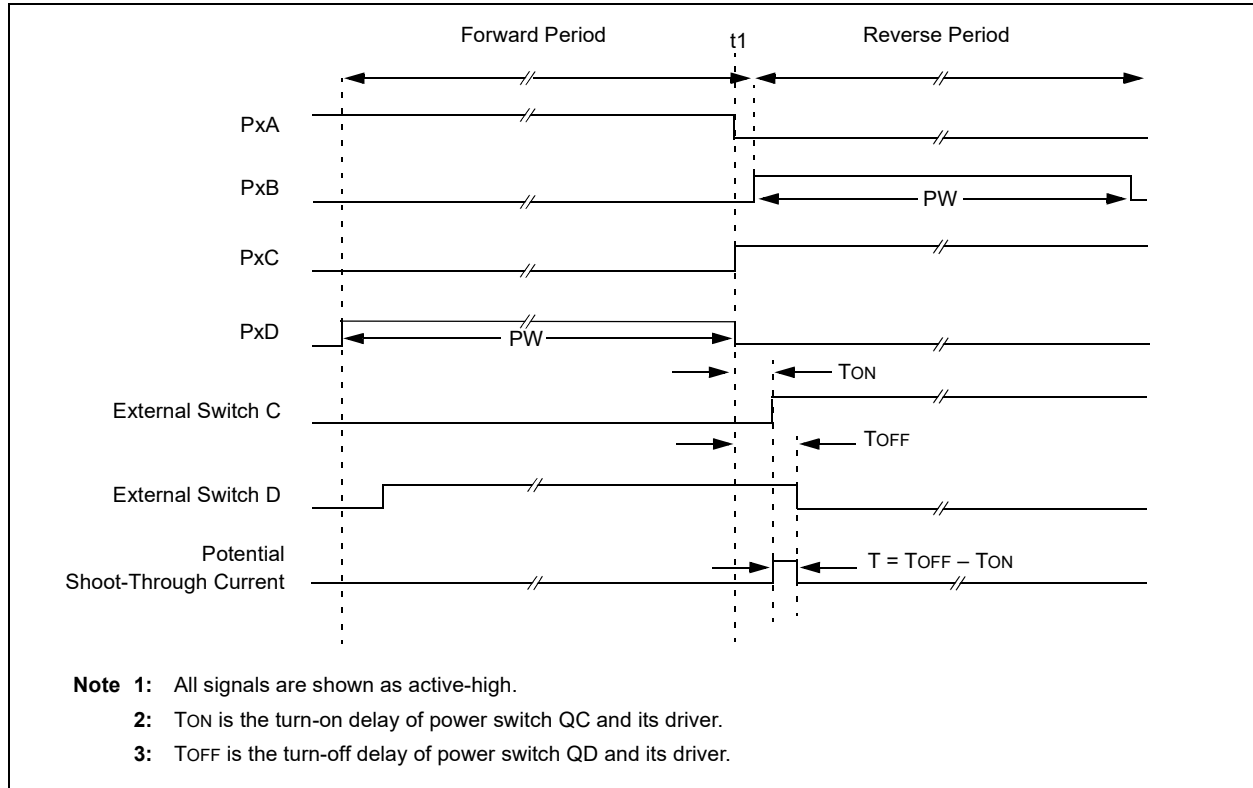 Forward Period
t1
Reverse Period
PxA
PxB
PW
PxC
PxD
PW
TON
External Switch C
TOFF
External Switch D
Potential
Shoot-Through Current
T = TOFF – TON
Note 1: All signals are shown as active-high.
2: TON is the turn-on delay of power switch QC and its driver.
3: TOFF is the turn-off delay of power switch QD and its driver.